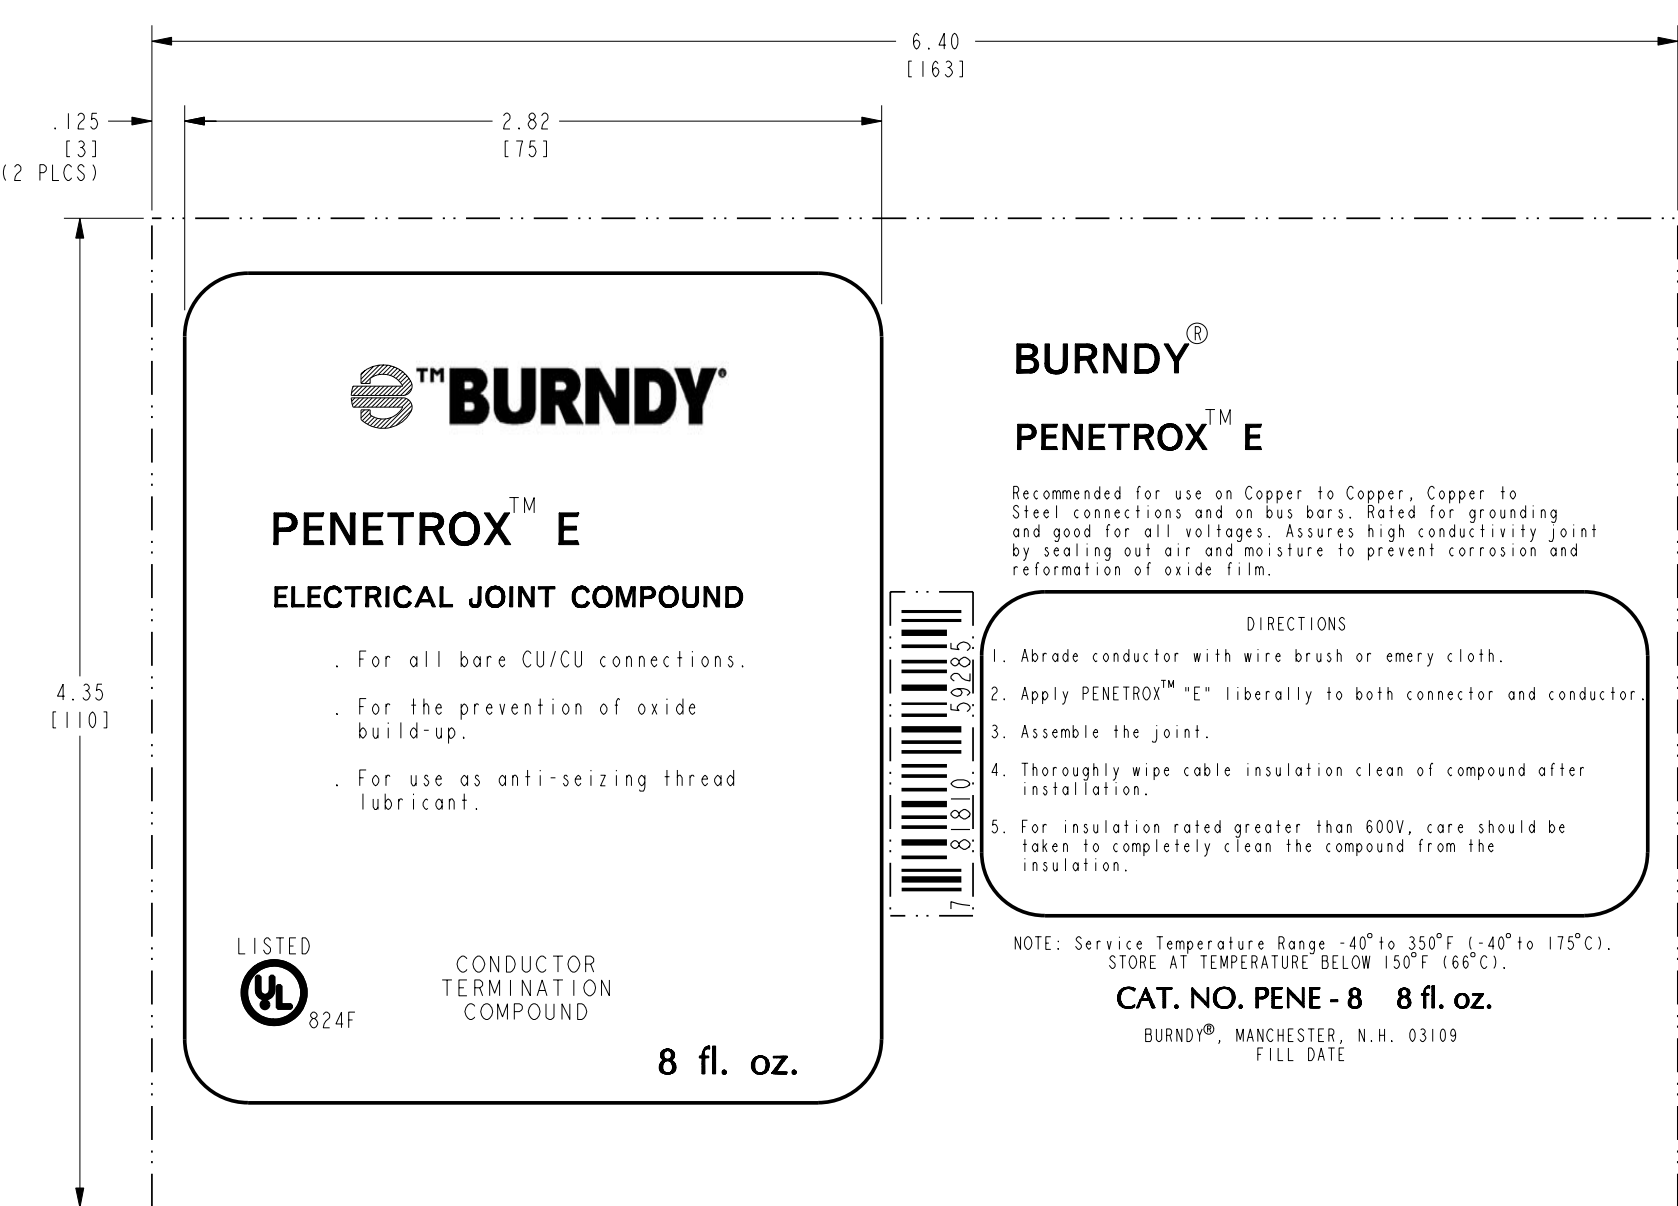 6.40
[163]
.125
[3]
(2 PLCS)
2.82
[75]
4.35
[110]
™BURNDY®
PENETROX™ E
ELECTRICAL JOINT COMPOUND
. For all bare CU/CU connections.
. For the prevention of oxide
build-up.
. For use as anti-seizing thread
lubricant.
LISTED
UL
824F
CONDUCTOR
TERMINATION
COMPOUND
8 fl. oz.
7 81810 59285
BURNDY®
PENETROX™ E
Recommended for use on Copper to Copper, Copper to
Steel connections and on bus bars. Rated for grounding
and good for all voltages. Assures high conductivity joint
by sealing out air and moisture to prevent corrosion and
reformation of oxide film.
DIRECTIONS
1. Abrade conductor with wire brush or emery cloth.
2. Apply PENETROX™ "E" liberally to both connector and conductor.
3. Assemble the joint.
4. Thoroughly wipe cable insulation clean of compound after
installation.
5. For insulation rated greater than 600V, care should be
taken to completely clean the compound from the
insulation.
NOTE: Service Temperature Range -40° to 350°F (-40° to 175°C).
STORE AT TEMPERATURE BELOW 150°F (66°C).
CAT. NO. PENE - 8 8 fl. oz.
BURNDY®, MANCHESTER, N.H. 03109
FILL DATE